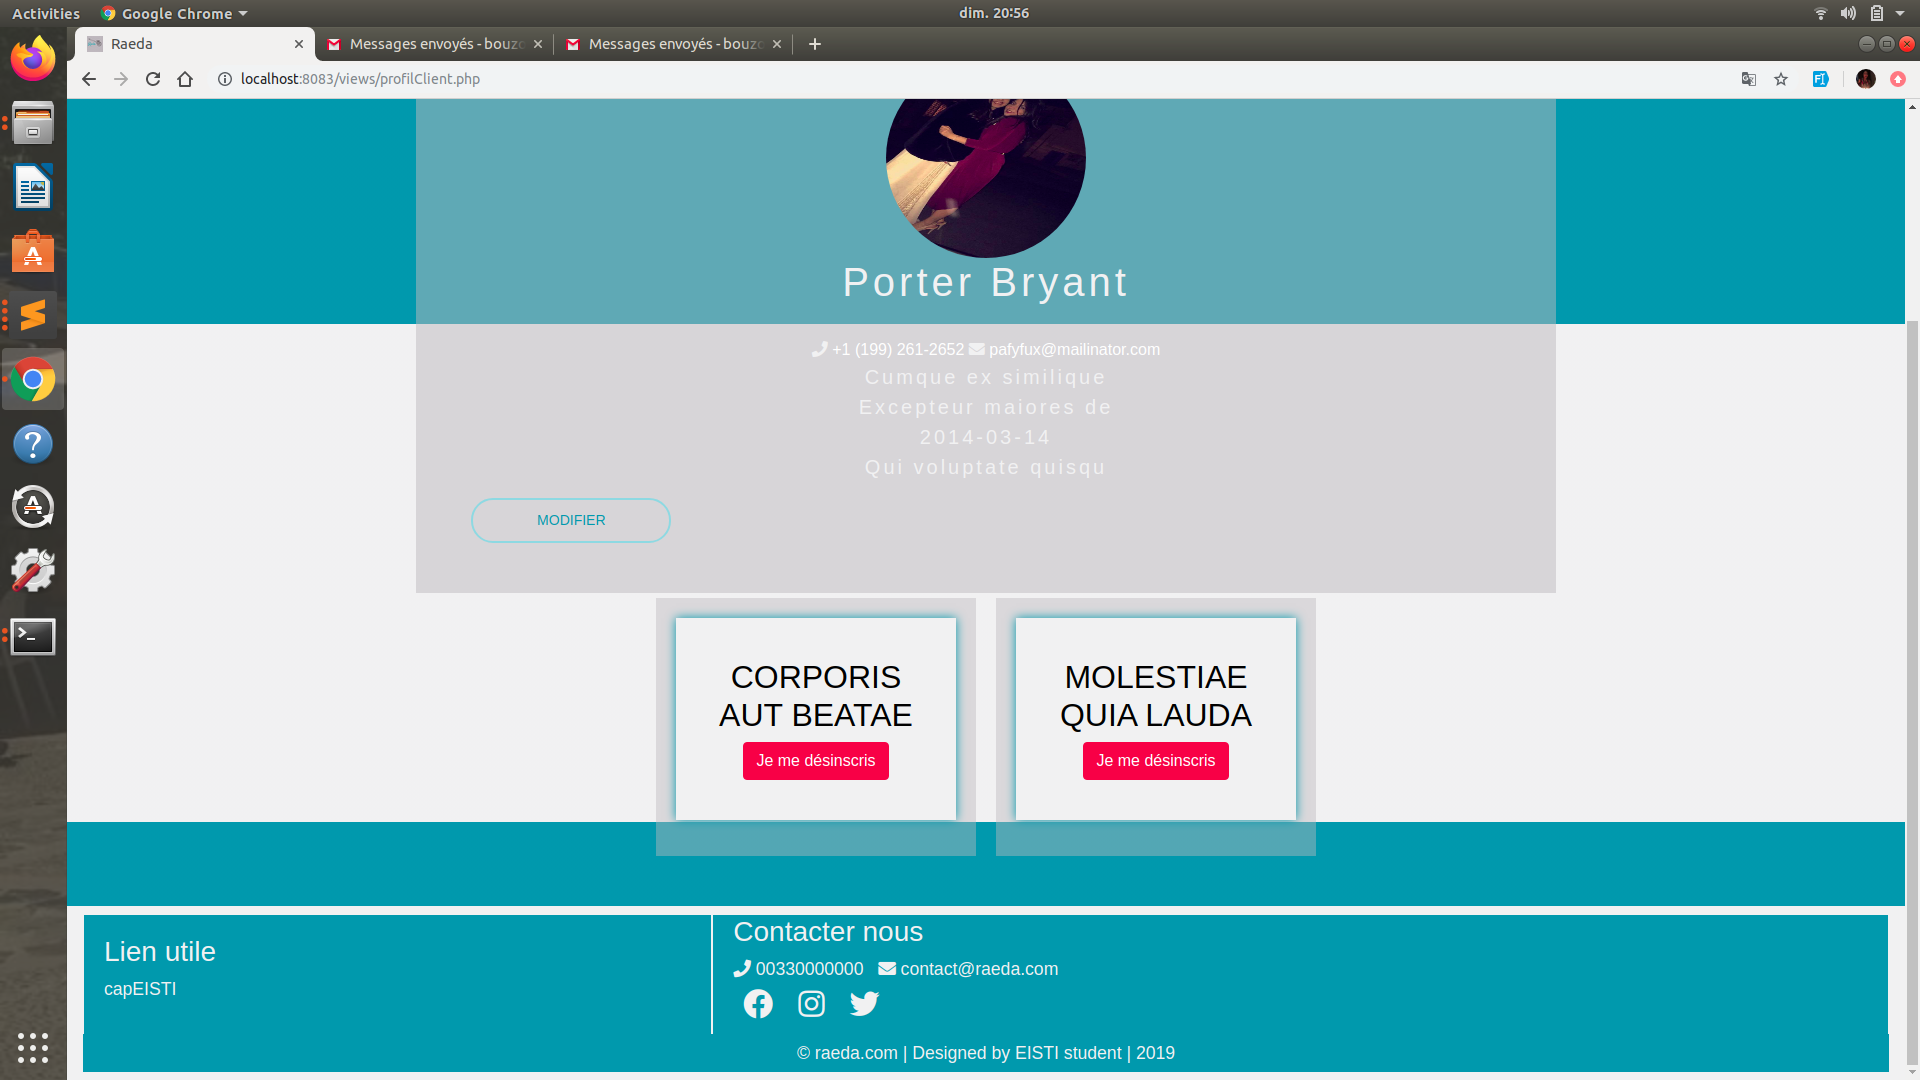 Activities Google Chrome dim. 20:56
Raeda Messages envoyés - bouzo Messages envoyés - bouzo
localhost:8083/views/profilClient.php
Porter Bryant
+1 (199) 261-2652 pafyfux@mailinator.com
Cumque ex similique
Excepteur maiores de
2014-03-14
Qui voluptate quisqu
MODIFIER
CORPORIS
AUT BEATAE
Je me désinscris
MOLESTIAE
QUIA LAUDA
Je me désinscris
Lien utile
capEISTI
Contacter nous
00330000000 contact@raeda.com
© raeda.com | Designed by EISTI student | 2019